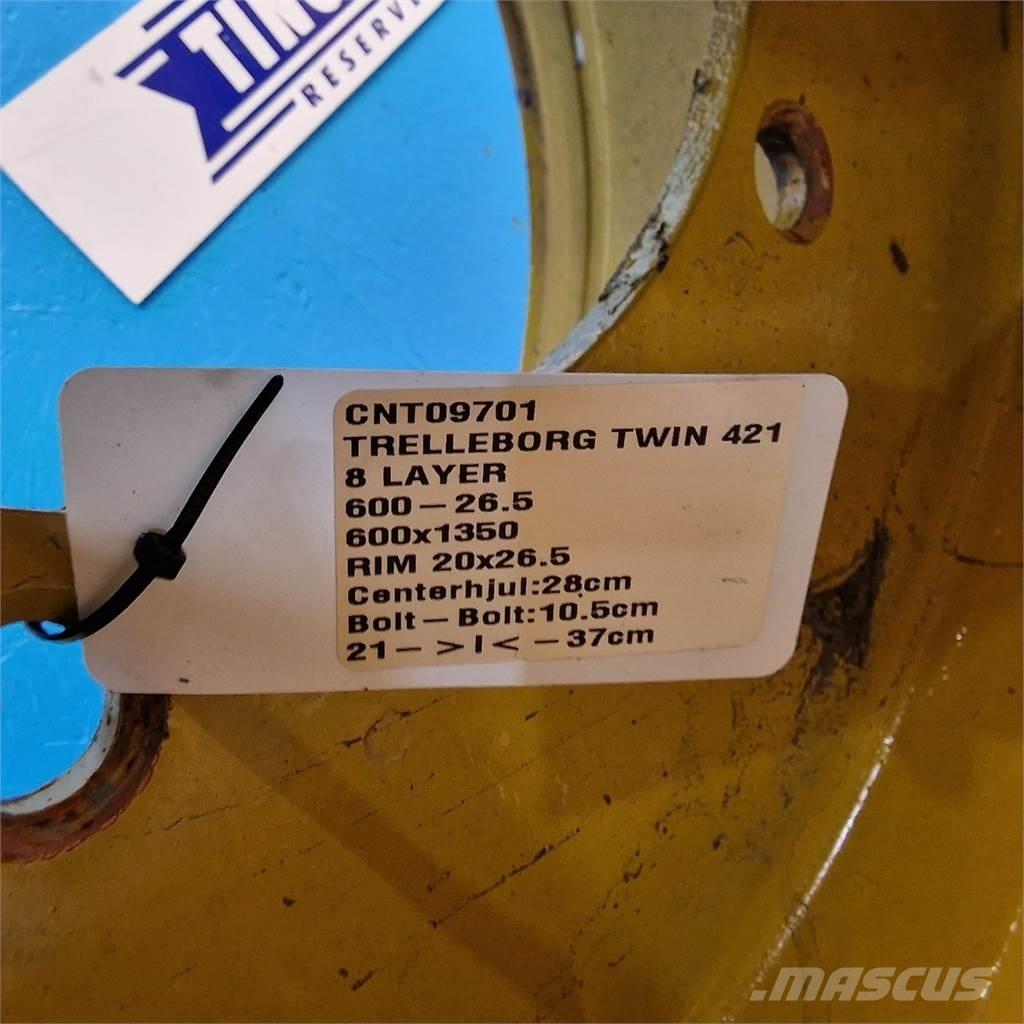 RESERV
CNT09701
TRELLEBORG TWIN 421
8 LAYER
600-26.5
600x1350
RIM 20x26.5
Centerhjul:28cm
Bolt-Bolt:10.5cm
21- >I< -37cm
MASCUS